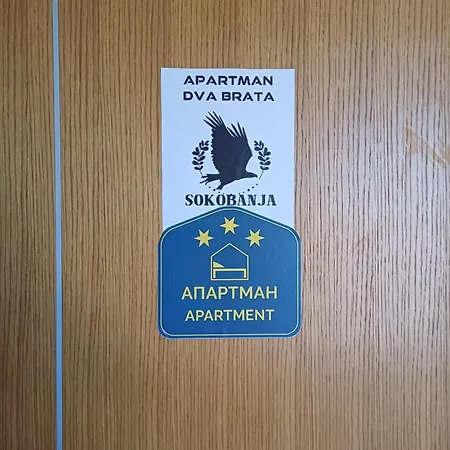 APARTMAN
DVA BRATA
SOKOBANJA
АПАРТМАН
APARTMENT